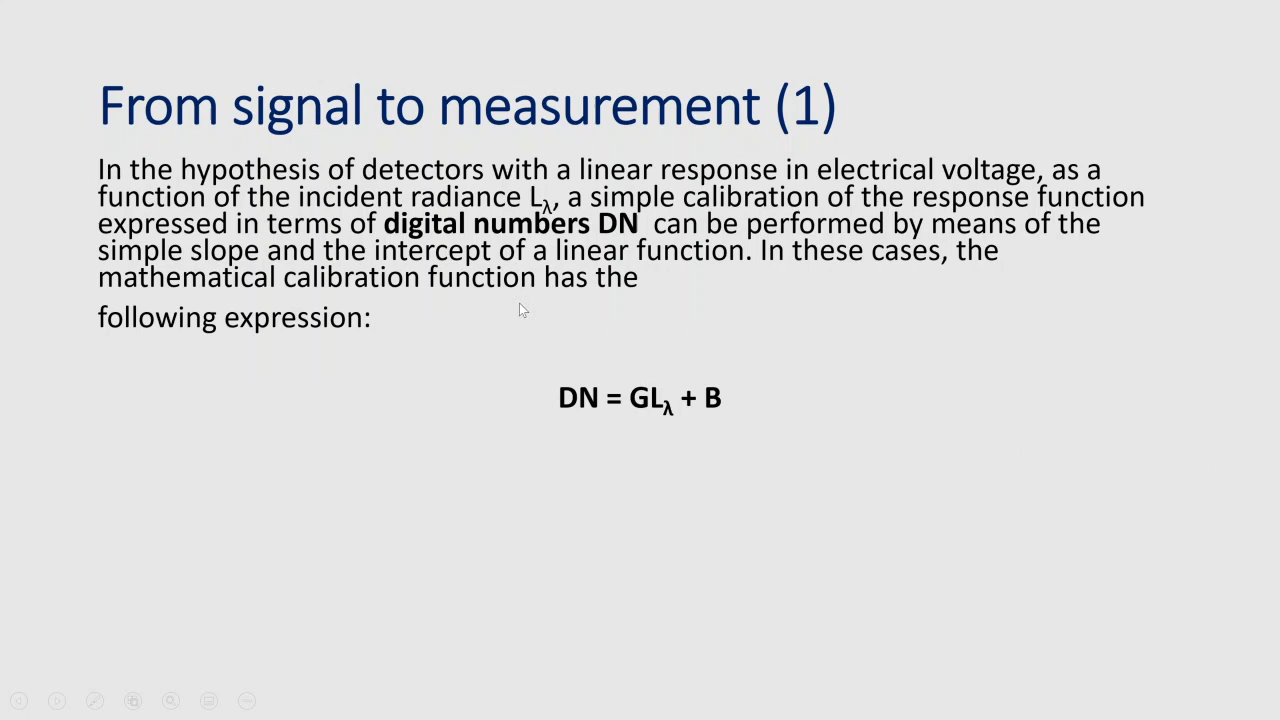 From signal to measurement (1)
In the hypothesis of detectors with a linear response in electrical voltage, as a
function of the incident radiance Lλ, a simple calibration of the response function
expressed in terms of digital numbers DN can be performed by means of the
simple slope and the intercept of a linear function. In these cases, the
mathematical calibration function has the
following expression:
DN = GLλ + B